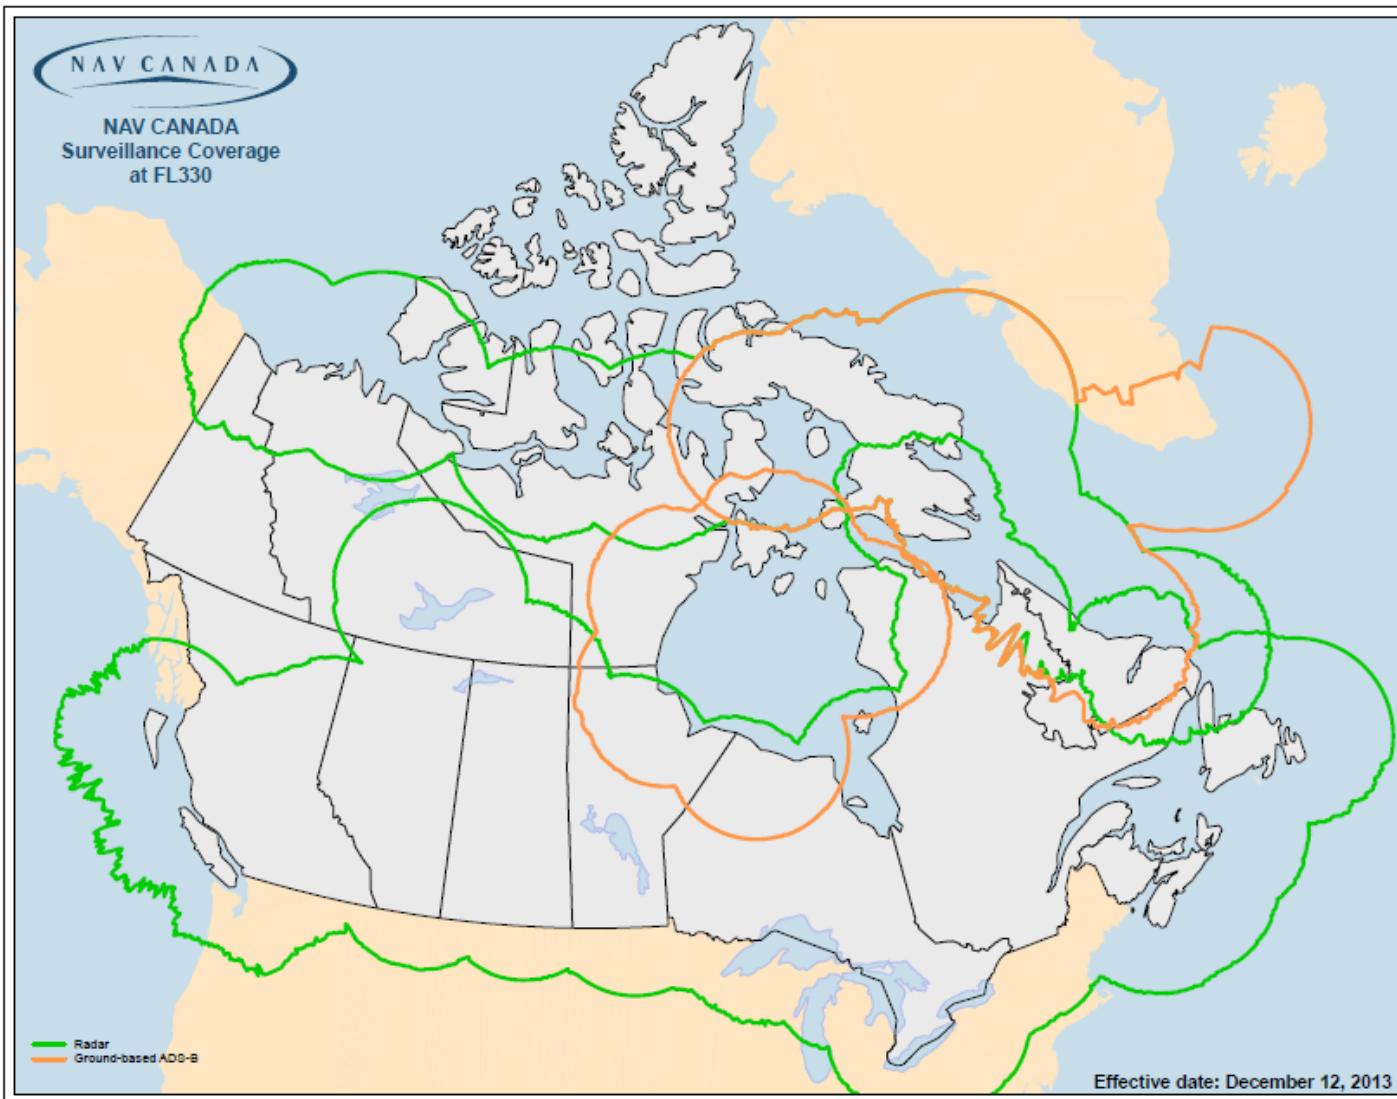 NAV CANADA
NAV CANADA
Surveillance Coverage
at FL330
Radar
Ground-based ADS-B
Effective date: December 12, 2013